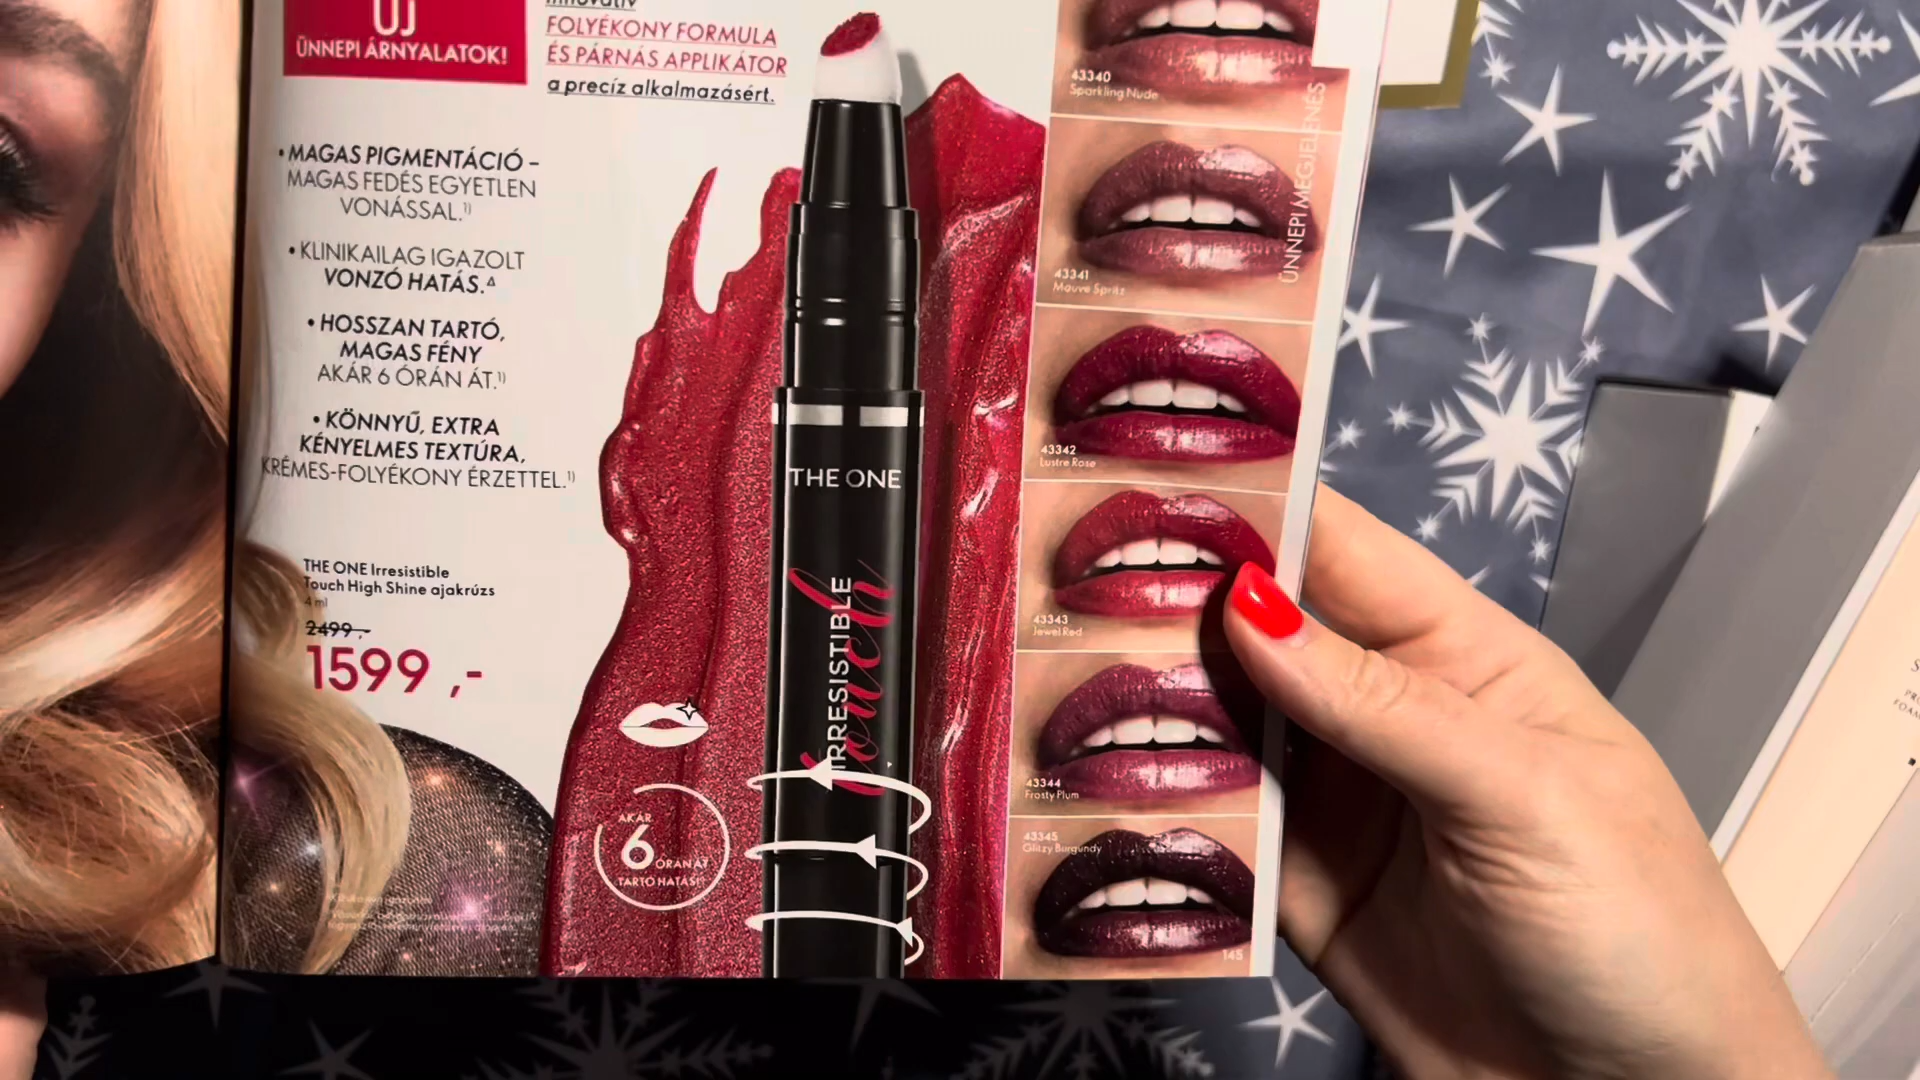 ÚJ
ÜNNEPI ÁRNYALATOK!
innovatív
FOLYÉKONY FORMULA
ÉS PÁRNÁS APPLIKÁTOR
a precíz alkalmazásért.
• MAGAS PIGMENTÁCIÓ –
MAGAS FEDÉS EGYETLEN
VONÁSSAL.¹⁾
• KLINIKAILAG IGAZOLT
VONZÓ HATÁS.∆
• HOSSZAN TARTÓ,
MAGAS FÉNY
AKÁR 6 ÓRÁN ÁT.¹⁾
• KÖNNYŰ, EXTRA
KÉNYELMES TEXTÚRA,
KRÉMES-FOLYÉKONY ÉRZETTEL.¹⁾
THE ONE Irresistible
Touch High Shine ajakrúzs
4 ml
2499,-
1599 ,-
THE ONE
IRRESISTIBLE
touch
AKÁR
6 ÓRÁN ÁT
TARTÓ HATÁS!
43340
Sparkling Nude
43341
Mauve Spritz
43342
Lustre Rose
43343
Jewel Red
43344
Frosty Plum
43345
Glitzy Burgundy
ÜNNEPI MEGJELENÉS
145